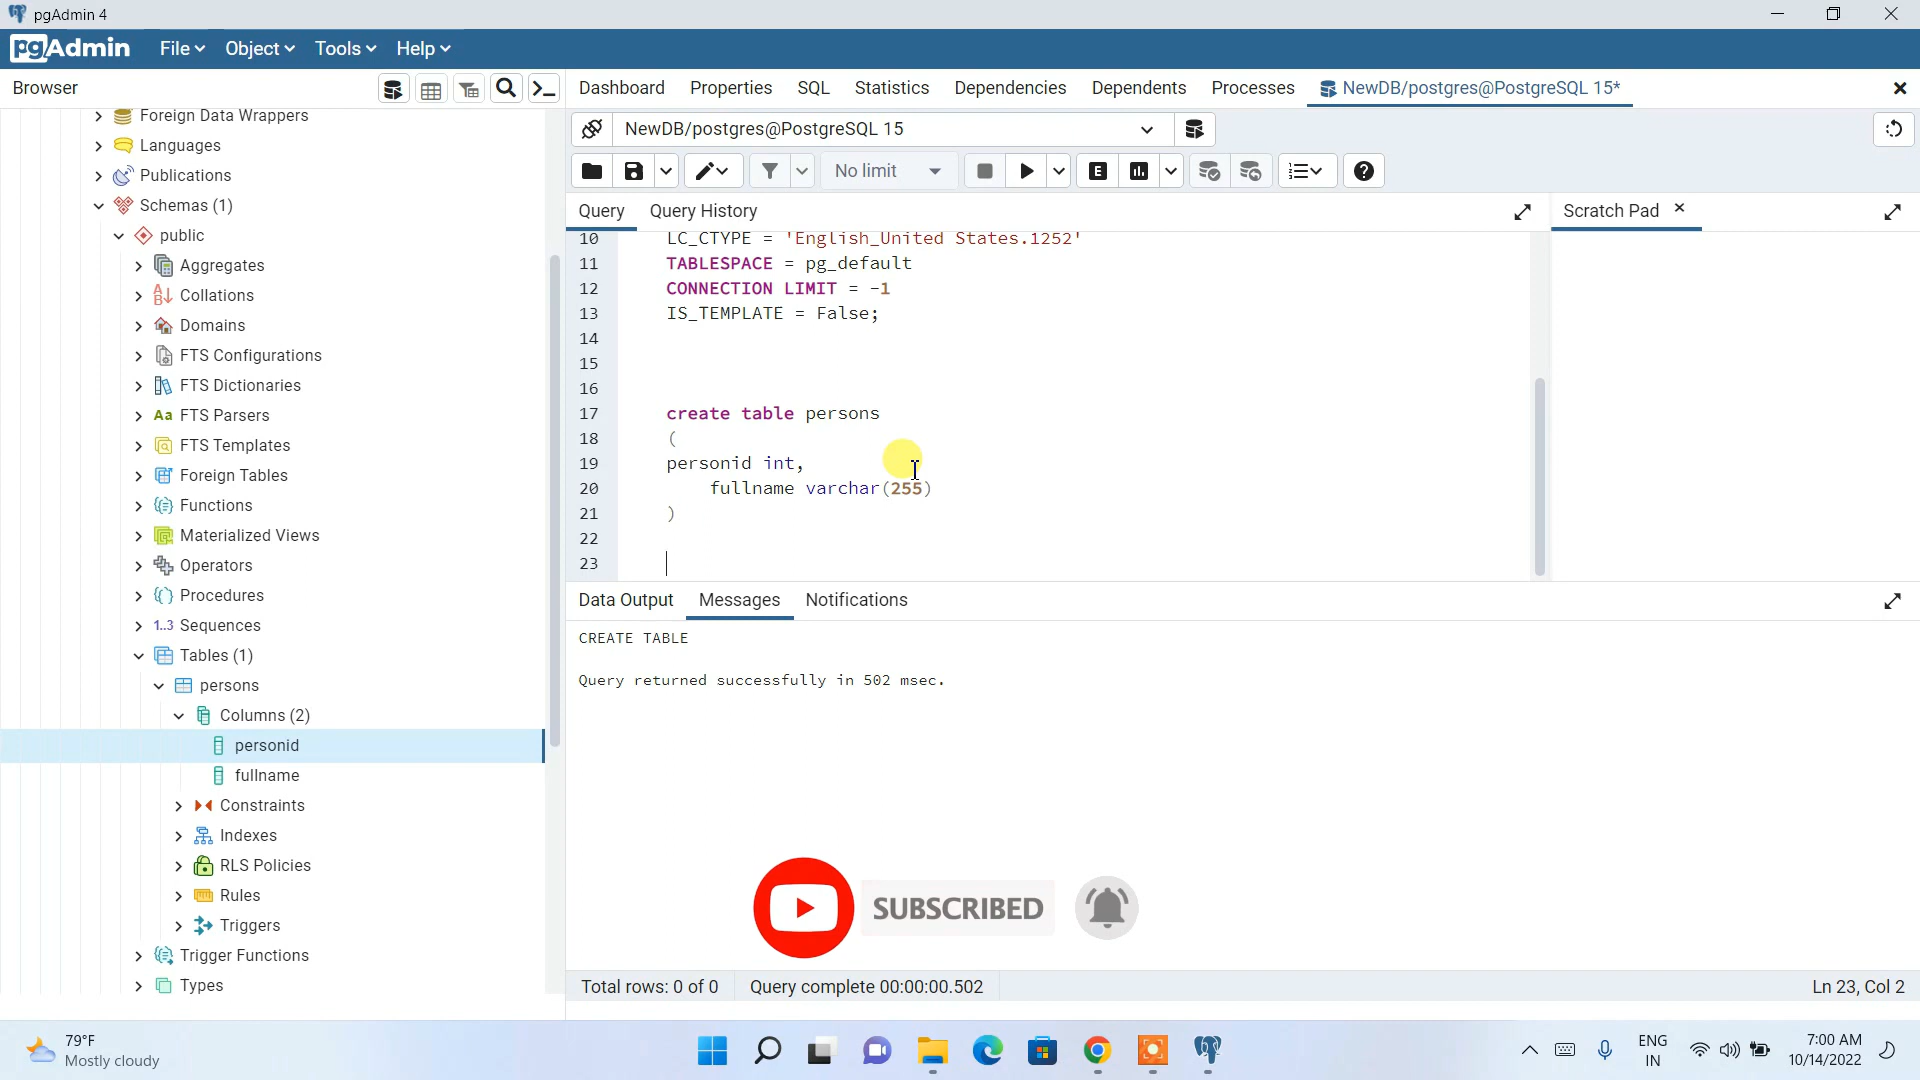 pgAdmin 4
pgAdmin File Object Tools Help
Browser
Dashboard Properties SQL Statistics Dependencies Dependents Processes NewDB/postgres@PostgreSQL 15*
NewDB/postgres@PostgreSQL 15
No limit
Foreign Data Wrappers
Languages
Publications
Schemas (1)
public
Aggregates
Collations
Domains
FTS Configurations
FTS Dictionaries
Aa FTS Parsers
FTS Templates
Foreign Tables
Functions
Materialized Views
Operators
Procedures
1..3 Sequences
Tables (1)
persons
Columns (2)
personid
fullname
Constraints
Indexes
RLS Policies
Rules
Triggers
Trigger Functions
Types
Query Query History
Scratch Pad
10 LC_CTYPE = 'English_United States.1252'
11 TABLESPACE = pg_default
12 CONNECTION LIMIT = -1
13 IS_TEMPLATE = False;
14
15
16
17 create table persons
18 (
19 personid int,
20 fullname varchar(255)
21 )
22
23
Data Output Messages Notifications
CREATE TABLE
Query returned successfully in 502 msec.
SUBSCRIBED
Total rows: 0 of 0 Query complete 00:00:00.502 Ln 23, Col 2
79°F
Mostly cloudy
ENG
IN
7:00 AM
10/14/2022